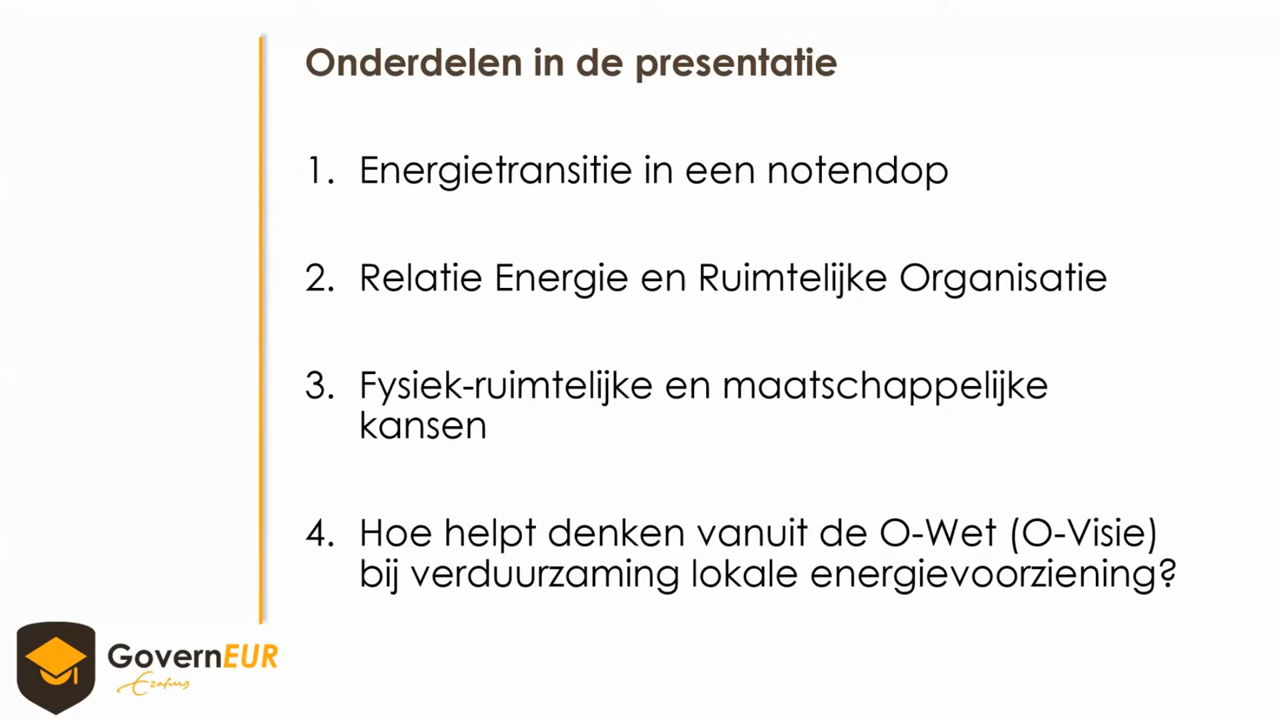 Onderdelen in de presentatie
1. Energietransitie in een notendop
2. Relatie Energie en Ruimtelijke Organisatie
3. Fysiek-ruimtelijke en maatschappelijke
kansen
4. Hoe helpt denken vanuit de O-Wet (O-Visie)
bij verduurzaming lokale energievoorziening?
GovernEUR
Erasmus